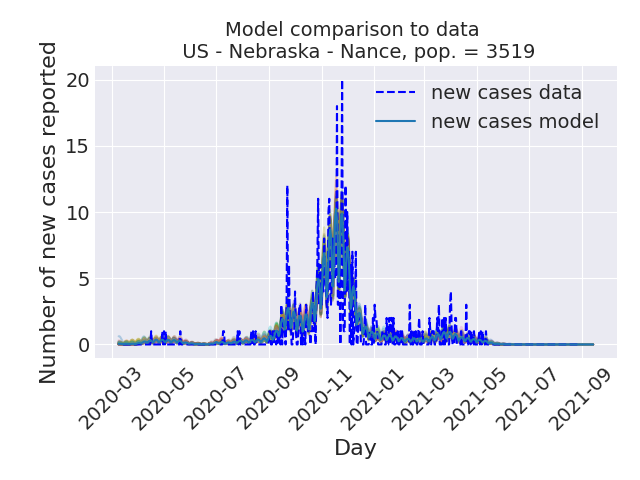 Model comparison to data
US - Nebraska - Nance, pop. = 3519
Number of new cases reported
20
15
10
5
0
new cases data
new cases model
2020-03
2020-05
2020-07
2020-09
2020-11
2021-01
2021-03
2021-05
2021-07
2021-09
Day